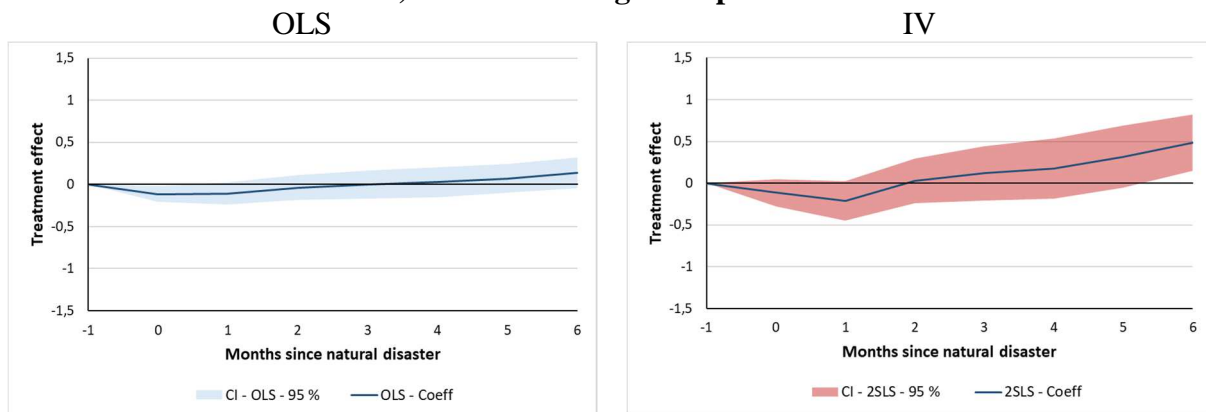 OLS
IV
1,5
1
0,5
0
-0,5
-1
-1,5
Treatment effect
-1 0 1 2 3 4 5 6
Months since natural disaster
CI - OLS - 95 % OLS - Coeff
1,5
1
0,5
0
-0,5
-1
-1,5
Treatment effect
-1 0 1 2 3 4 5 6
Months since natural disaster
CI - 2SLS - 95 % 2SLS - Coeff